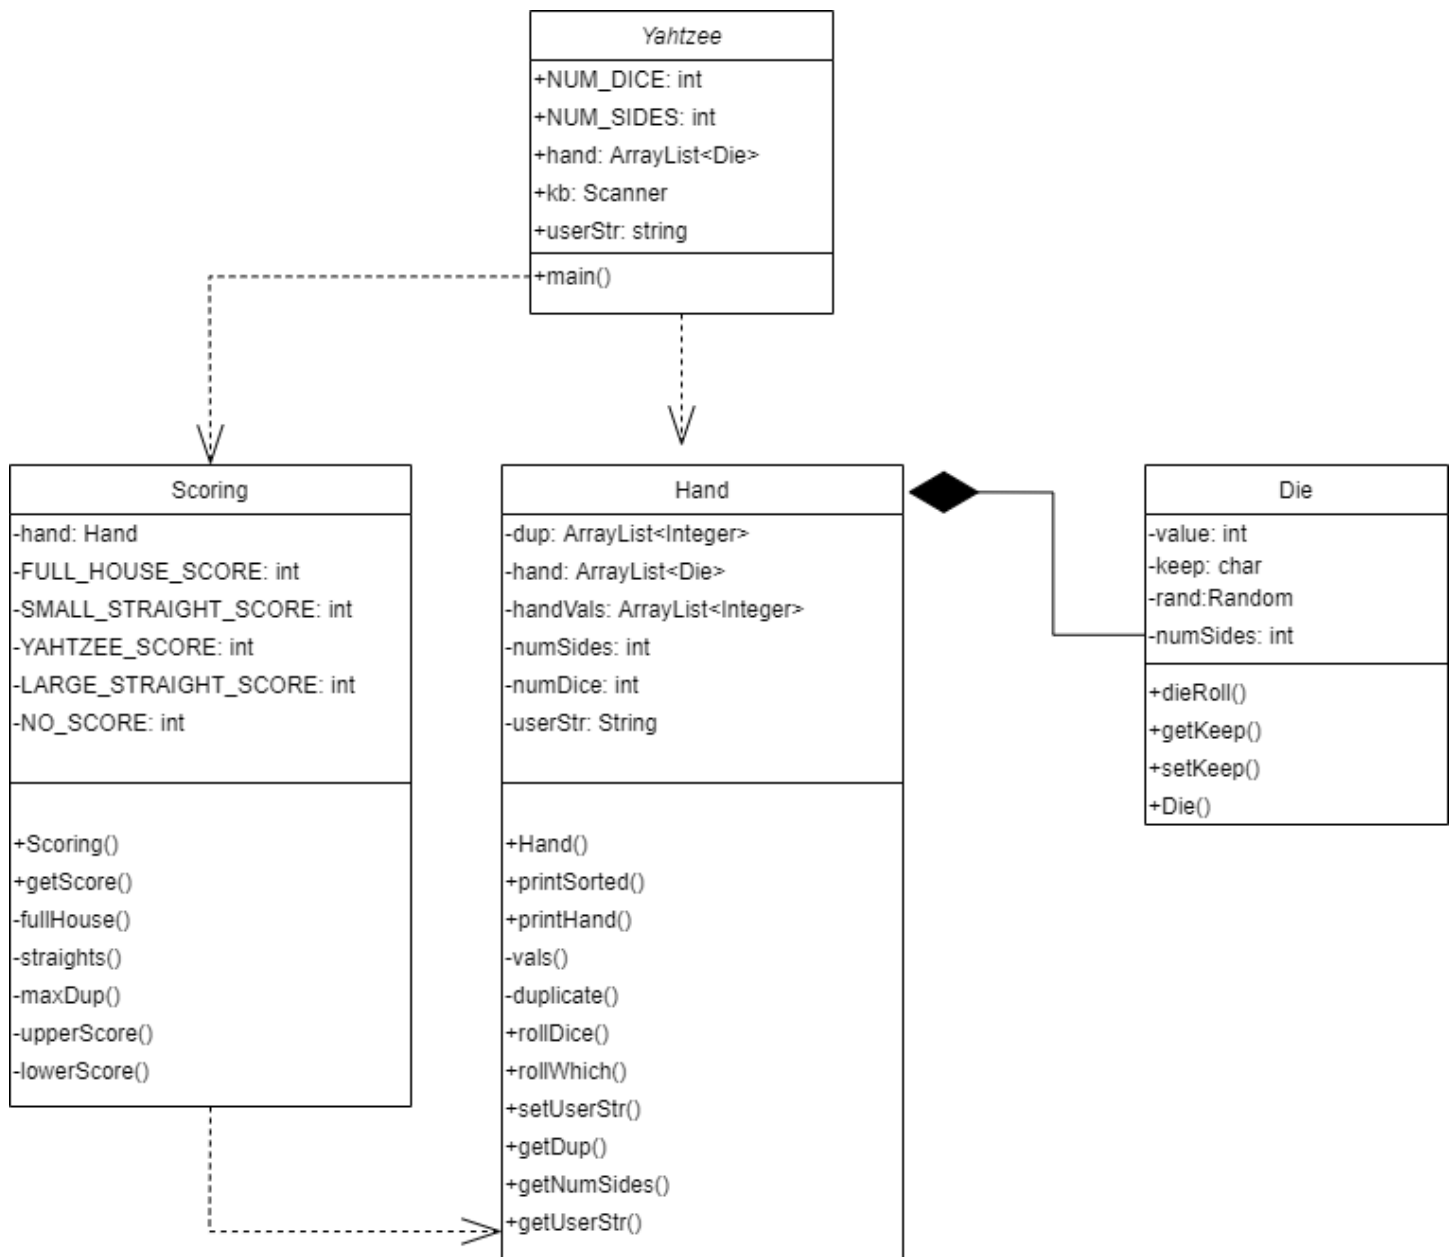 Yahtzee
+NUM_DICE: int
+NUM_SIDES: int
+hand: ArrayList<Die>
+kb: Scanner
+userStr: string
+main()
Scoring
-hand: Hand
-FULL_HOUSE_SCORE: int
-SMALL_STRAIGHT_SCORE: int
-YAHTZEE_SCORE: int
-LARGE_STRAIGHT_SCORE: int
-NO_SCORE: int
+Scoring()
+getScore()
-fullHouse()
-straights()
-maxDup()
-upperScore()
-lowerScore()
Hand
-dup: ArrayList<Integer>
-hand: ArrayList<Die>
-handVals: ArrayList<Integer>
-numSides: int
-numDice: int
-userStr: String
+Hand()
+printSorted()
+printHand()
-vals()
-duplicate()
+rollDice()
+rollWhich()
+setUserStr()
+getDup()
+getNumSides()
+getUserStr()
Die
-value: int
-keep: char
-rand:Random
-numSides: int
+dieRoll()
+getKeep()
+setKeep()
+Die()